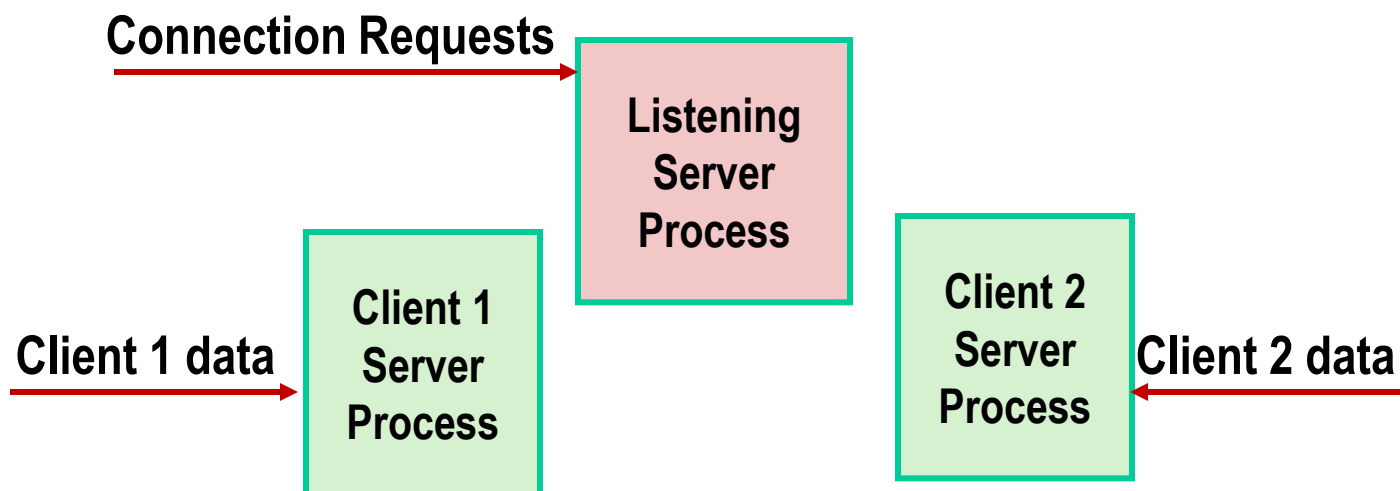 Connection Requests
Listening
Server
Process
Client 1
Server
Process
Client 2
Server
Process
Client 1 data
Client 2 data